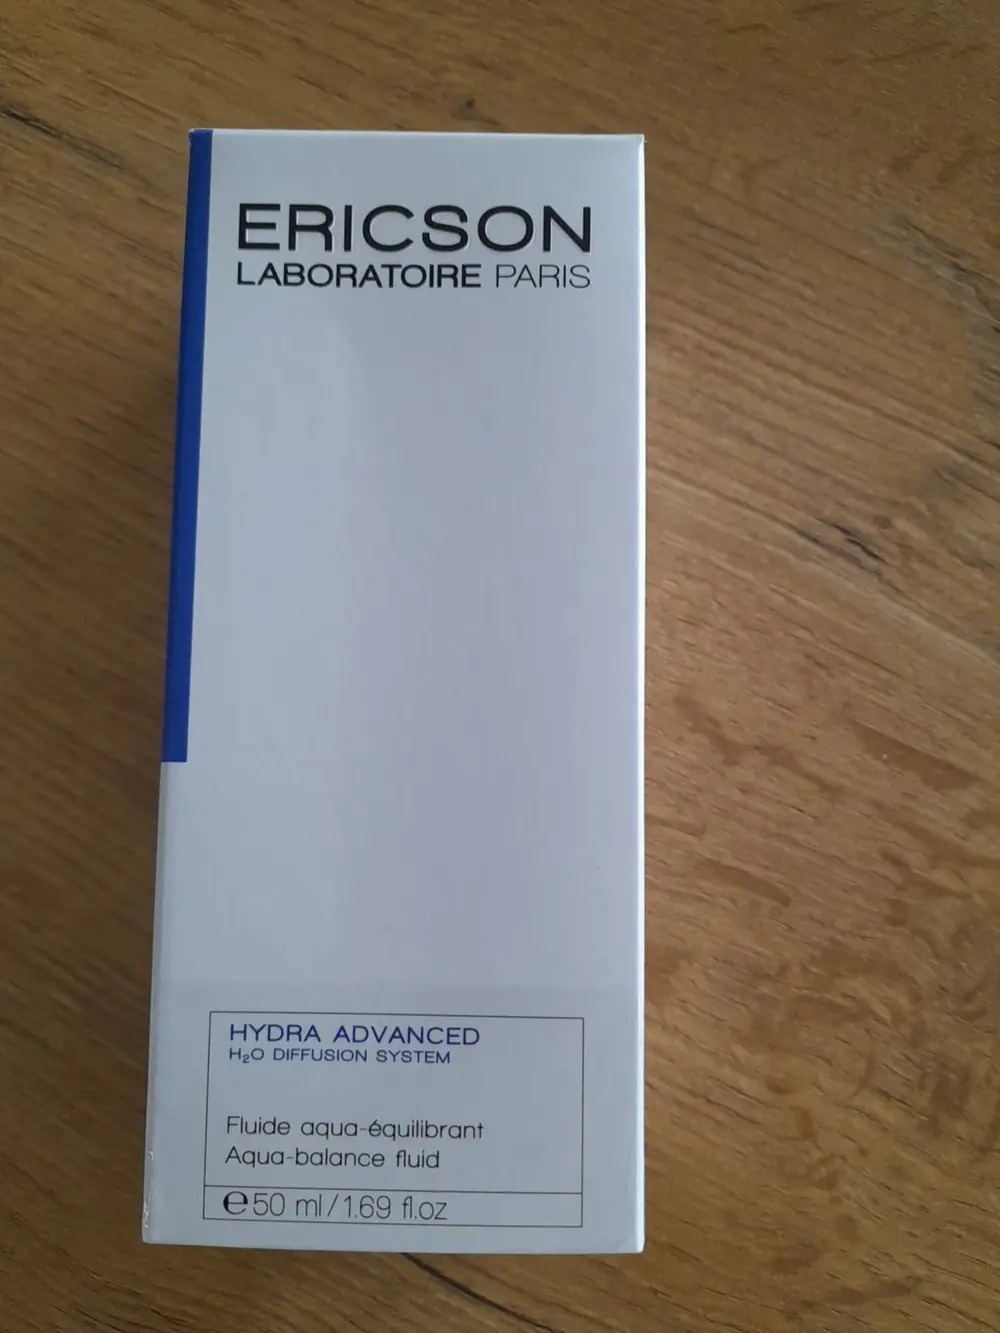 ERICSON
LABORATOIRE PARIS
HYDRA ADVANCED
H₂O DIFFUSION SYSTEM
Fluide aqua-équilibrant
Aqua-balance fluid
℮50 ml/1.69 fl.oz